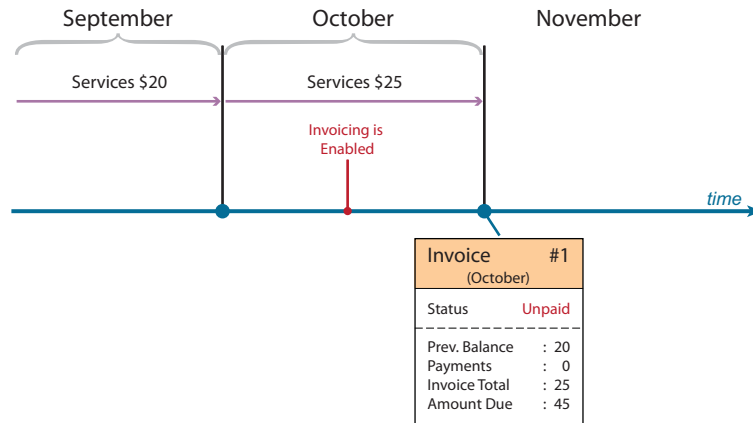 September October November
Services $20 Services $25
Invoicing is
Enabled
time
Invoice #1
(October)
Status Unpaid
Prev. Balance : 20
Payments : 0
Invoice Total : 25
Amount Due : 45